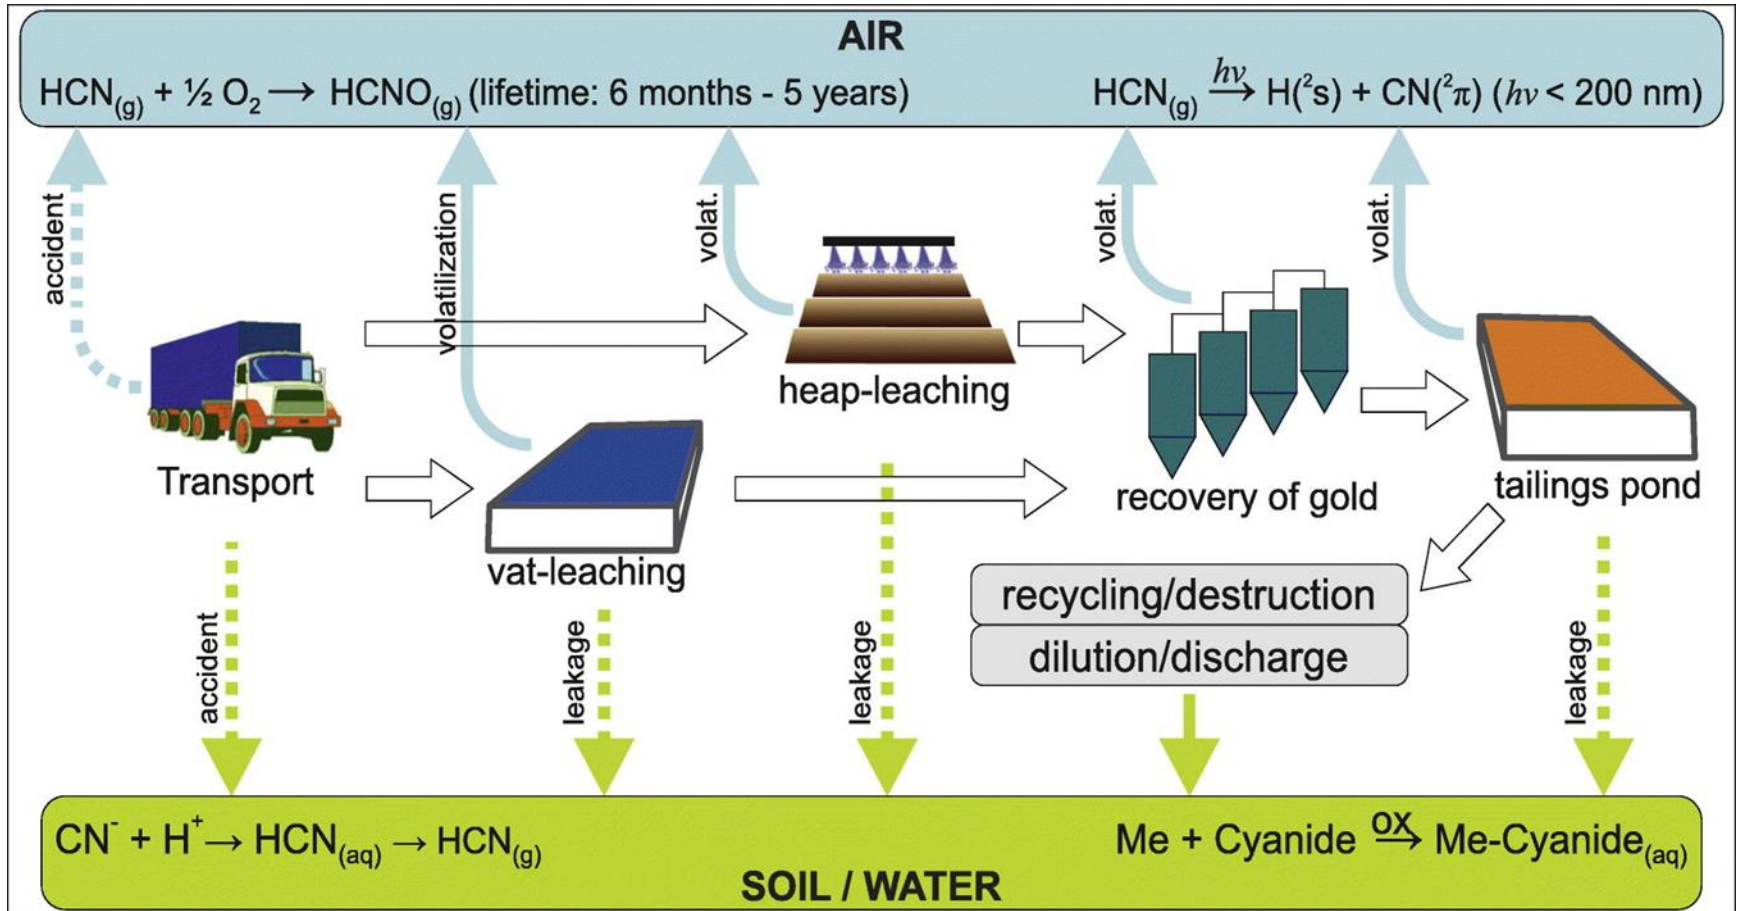 AIR
HCN(g) + ½ O2 → HCNO(g) (lifetime: 6 months - 5 years)
HCN(g) hν→ H(²s) + CN(²π) (hν < 200 nm)
accident
volatilization
volat.
volat.
volat.
heap-leaching
Transport
recovery of gold
tailings pond
vat-leaching
recycling/destruction
dilution/discharge
accident
leakage
leakage
leakage
CN⁻ + H⁺ → HCN(aq) → HCN(g)
Me + Cyanide ox→ Me-Cyanide(aq)
SOIL / WATER